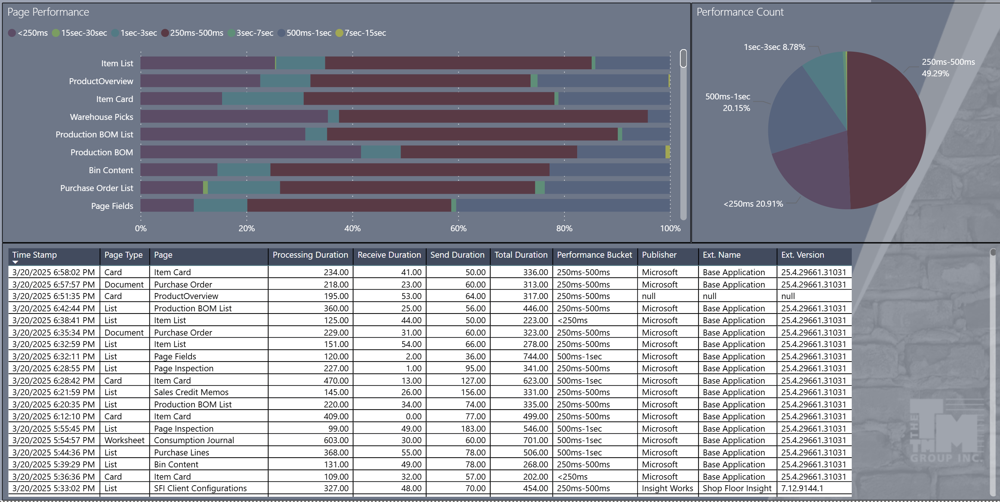 Page Performance
<250ms 15sec-30sec 1sec-3sec 250ms-500ms 3sec-7sec 500ms-1sec 7sec-15sec
Item List
ProductOverview
Item Card
Warehouse Picks
Production BOM List
Production BOM
Bin Content
Purchase Order List
Page Fields
0% 20% 40% 60% 80% 100%
Performance Count
1sec-3sec 8.78%
250ms-500ms
49.29%
500ms-1sec
20.15%
<250ms 20.91%
Time Stamp Page Type Page Processing Duration Receive Duration Send Duration Total Duration Performance Bucket Publisher Ext. Name Ext. Version
3/20/2025 6:58:02 PM Card Item Card 234.00 41.00 50.00 336.00 250ms-500ms Microsoft Base Application 25.4.29661.31031
3/20/2025 6:57:57 PM Document Purchase Order 218.00 23.00 60.00 313.00 250ms-500ms Microsoft Base Application 25.4.29661.31031
3/20/2025 6:51:35 PM Card ProductOverview 195.00 53.00 64.00 317.00 250ms-500ms null null null
3/20/2025 6:42:44 PM List Production BOM List 360.00 25.00 56.00 446.00 250ms-500ms Microsoft Base Application 25.4.29661.31031
3/20/2025 6:38:41 PM List Item List 125.00 44.00 50.00 223.00 <250ms Microsoft Base Application 25.4.29661.31031
3/20/2025 6:35:34 PM Document Purchase Order 229.00 31.00 60.00 323.00 250ms-500ms Microsoft Base Application 25.4.29661.31031
3/20/2025 6:32:59 PM List Item List 151.00 54.00 66.00 278.00 250ms-500ms Microsoft Base Application 25.4.29661.31031
3/20/2025 6:32:11 PM List Page Fields 120.00 2.00 36.00 744.00 500ms-1sec Microsoft Base Application 25.4.29661.31031
3/20/2025 6:28:55 PM List Page Inspection 227.00 1.00 95.00 341.00 250ms-500ms Microsoft Base Application 25.4.29661.31031
3/20/2025 6:28:42 PM Card Item Card 470.00 13.00 127.00 623.00 500ms-1sec Microsoft Base Application 25.4.29661.31031
3/20/2025 6:21:59 PM List Sales Credit Memos 145.00 26.00 156.00 331.00 250ms-500ms Microsoft Base Application 25.4.29661.31031
3/20/2025 6:20:35 PM List Production BOM List 220.00 34.00 74.00 335.00 250ms-500ms Microsoft Base Application 25.4.29661.31031
3/20/2025 6:12:10 PM Card Item Card 409.00 0.00 77.00 499.00 250ms-500ms Microsoft Base Application 25.4.29661.31031
3/20/2025 5:55:45 PM List Page Inspection 99.00 49.00 183.00 546.00 500ms-1sec Microsoft Base Application 25.4.29661.31031
3/20/2025 5:54:57 PM Worksheet Consumption Journal 603.00 30.00 60.00 701.00 500ms-1sec Microsoft Base Application 25.4.29661.31031
3/20/2025 5:44:36 PM List Purchase Lines 368.00 55.00 78.00 506.00 500ms-1sec Microsoft Base Application 25.4.29661.31031
3/20/2025 5:39:29 PM List Bin Content 131.00 49.00 78.00 268.00 250ms-500ms Microsoft Base Application 25.4.29661.31031
3/20/2025 5:36:36 PM Card Item Card 109.00 32.00 57.00 202.00 <250ms Microsoft Base Application 25.4.29661.31031
3/20/2025 5:33:02 PM List SFI Client Configurations 327.00 48.00 70.00 454.00 250ms-500ms Insight Works Shop Floor Insight 7.12.9144.1
THE
TM
GROUP INC.